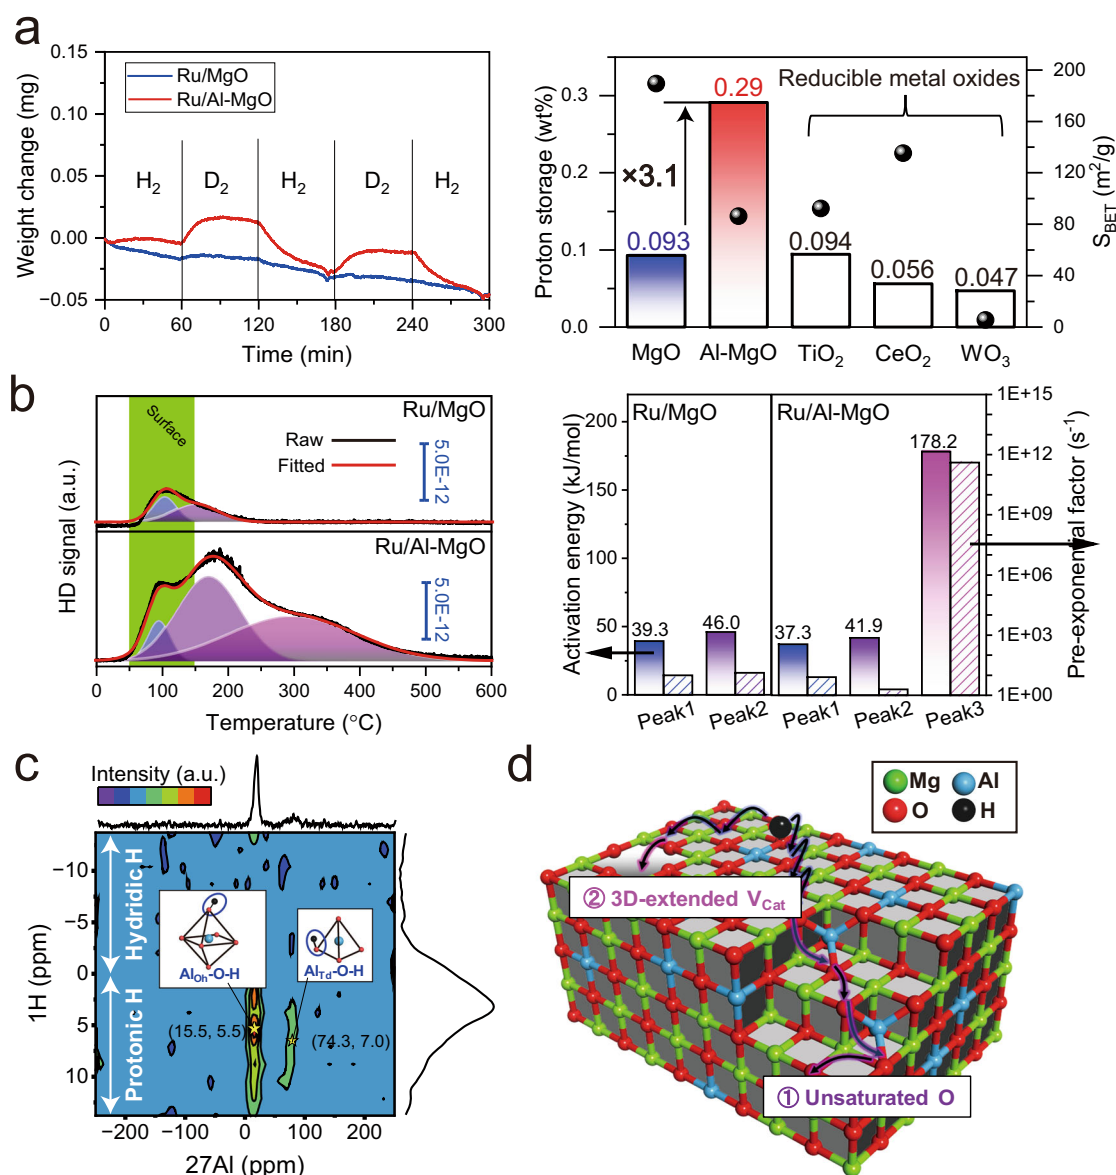 a
0.15
0.10
0.05
0.00
−0.05
Weight change (mg)
Ru/MgO
Ru/Al-MgO
H2
D2
H2
D2
H2
0
60
120
180
240
300
Time (min)
0.3
0.2
0.1
0.0
Proton storage (wt%)
0.29
Reducible metal oxides
×3.1
0.093
0.094
0.056
0.047
MgO
Al-MgO
TiO2
CeO2
WO3
200
160
120
80
40
0
SBET (m2/g)
b
HD signal (a.u.)
Surface
Ru/MgO
Raw
Fitted
5.0E-12
Ru/Al-MgO
5.0E-12
0
100
200
300
400
500
600
Temperature (°C)
200
150
100
50
0
Activation energy (kJ/mol)
Ru/MgO
Ru/Al-MgO
39.3
46.0
37.3
41.9
178.2
Peak1
Peak2
Peak1
Peak2
Peak3
1E+15
1E+12
1E+09
1E+06
1E+03
1E+00
Pre-exponential factor (s-1)
c
Intensity (a.u.)
−10
−5
0
5
10
1H (ppm)
Hydridic H
Protonic H
AlOh-O-H
AlTd-O-H
(15.5, 5.5)
(74.3, 7.0)
−200
−100
0
100
200
27Al (ppm)
d
Mg
Al
O
H
② 3D-extended VCat
① Unsaturated O